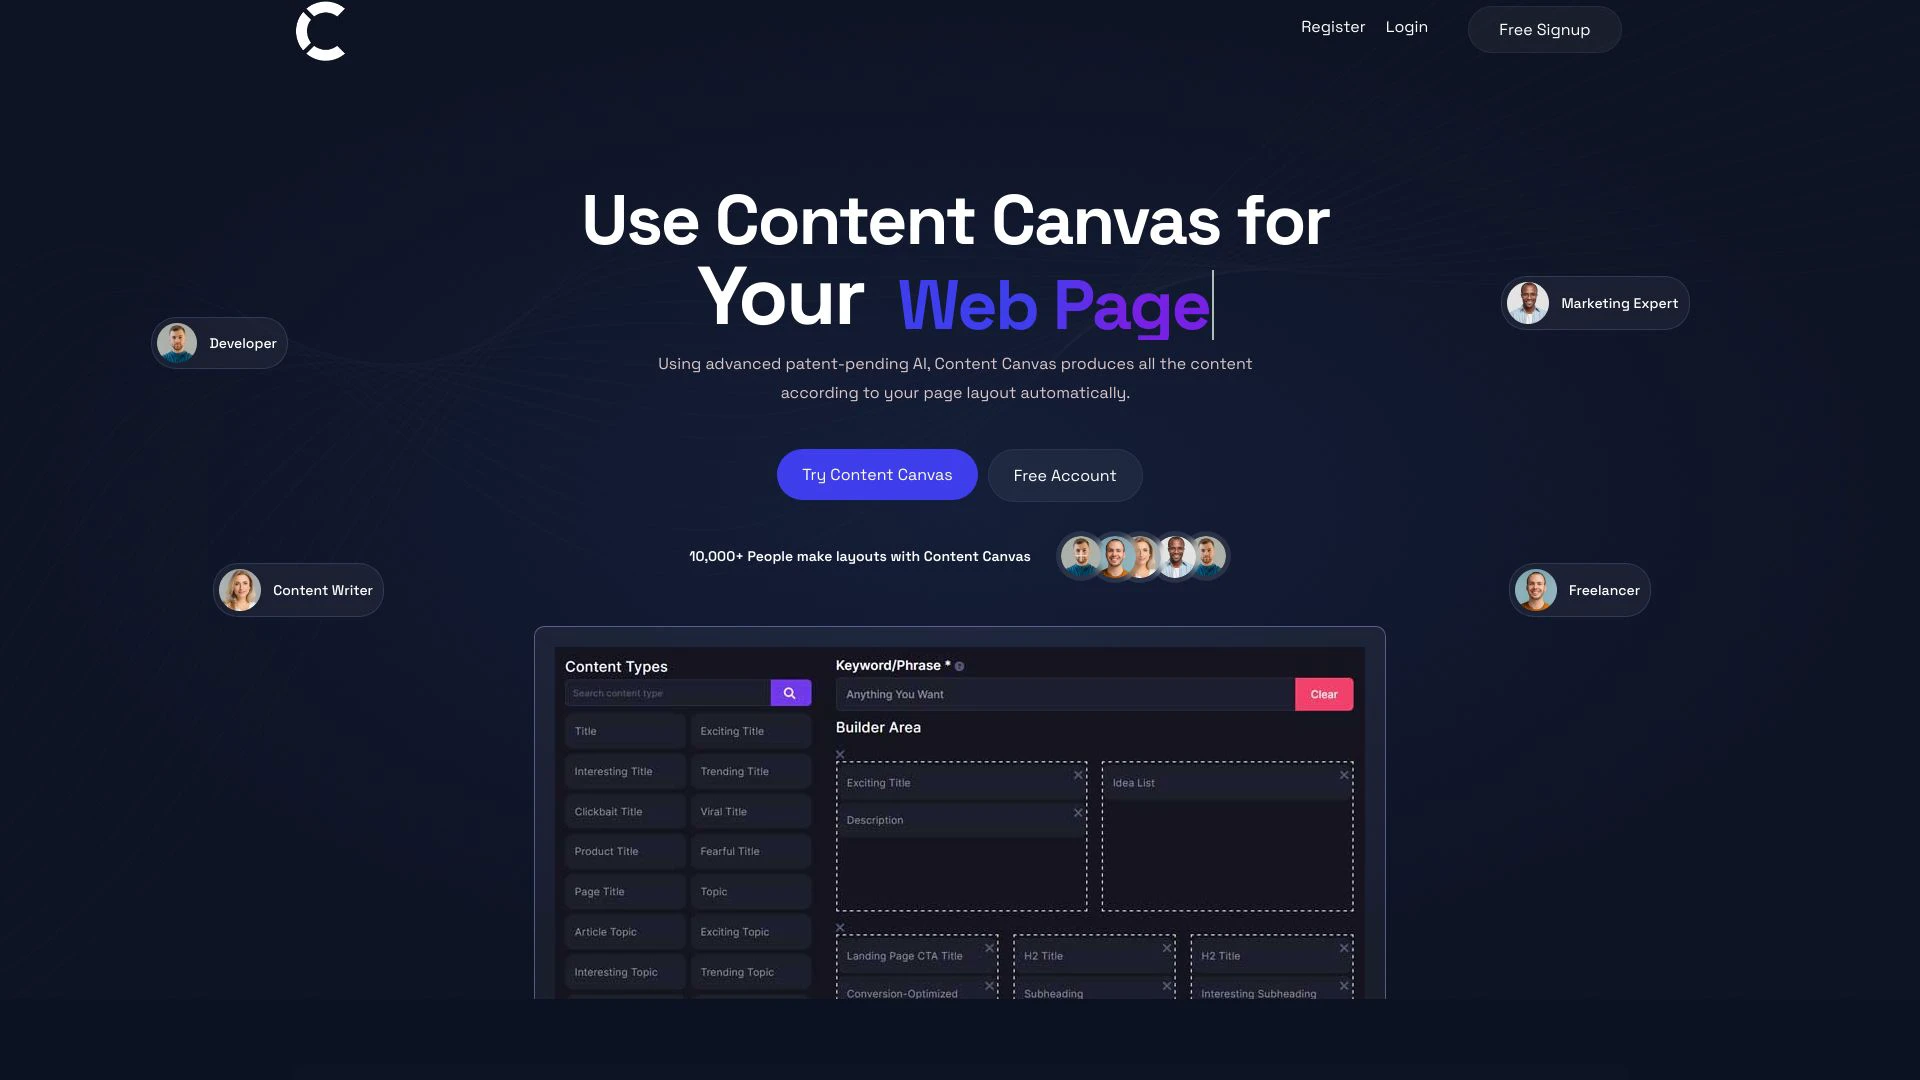 Register Login Free Signup
Use Content Canvas for
Your Web Page
Developer
Marketing Expert
Using advanced patent-pending AI, Content Canvas produces all the content
according to your page layout automatically.
Try Content Canvas Free Account
10,000+ People make layouts with Content Canvas
Content Writer
Freelancer
Content Types
Search content type
Title Exciting Title
Interesting Title Trending Title
Clickbait Title Viral Title
Product Title Fearful Title
Page Title Topic
Article Topic Exciting Topic
Interesting Topic Trending Topic
Keyword/Phrase * ?
Anything You Want Clear
Builder Area
Exciting Title
Description
Idea List
Landing Page CTA Title
Conversion-Optimized
H2 Title
Subheading
H2 Title
Interesting Subheading